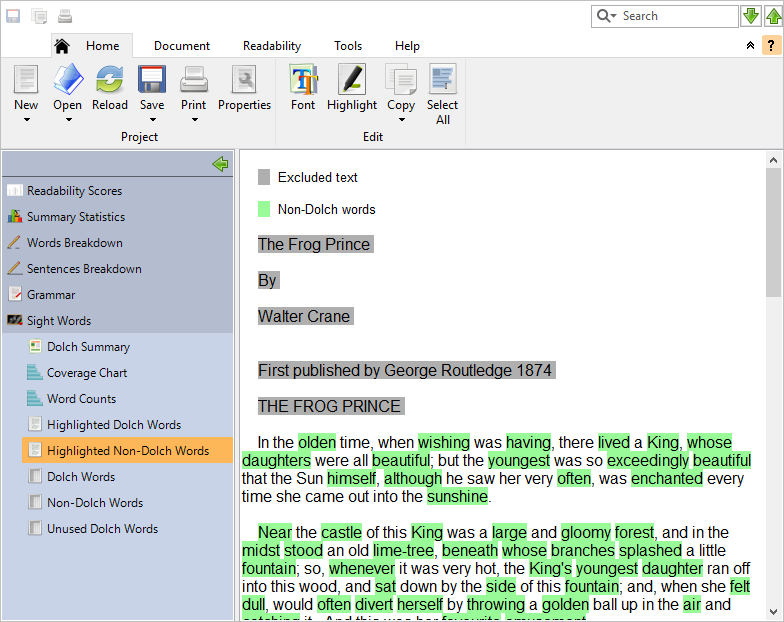 Search
Home Document Readability Tools Help
?
New Open Reload Save Print Properties Font Highlight Copy Select All
Project Edit
Readability Scores
Summary Statistics
Words Breakdown
Sentences Breakdown
Grammar
Sight Words
Dolch Summary
Coverage Chart
Word Counts
Highlighted Dolch Words
Highlighted Non-Dolch Words
Dolch Words
Non-Dolch Words
Unused Dolch Words
Excluded text
Non-Dolch words
The Frog Prince
By
Walter Crane
First published by George Routledge 1874
THE FROG PRINCE
In the olden time, when wishing was having, there lived a King, whose
daughters were all beautiful; but the youngest was so exceedingly beautiful
that the Sun himself, although he saw her very often, was enchanted every
time she came out into the sunshine.
Near the castle of this King was a large and gloomy forest, and in the
midst stood an old lime-tree, beneath whose branches splashed a little
fountain; so, whenever it was very hot, the King's youngest daughter ran off
into this wood, and sat down by the side of this fountain; and, when she felt
dull, would often divert herself by throwing a golden ball up in the air and
catching it. And this was her favourite amusement.